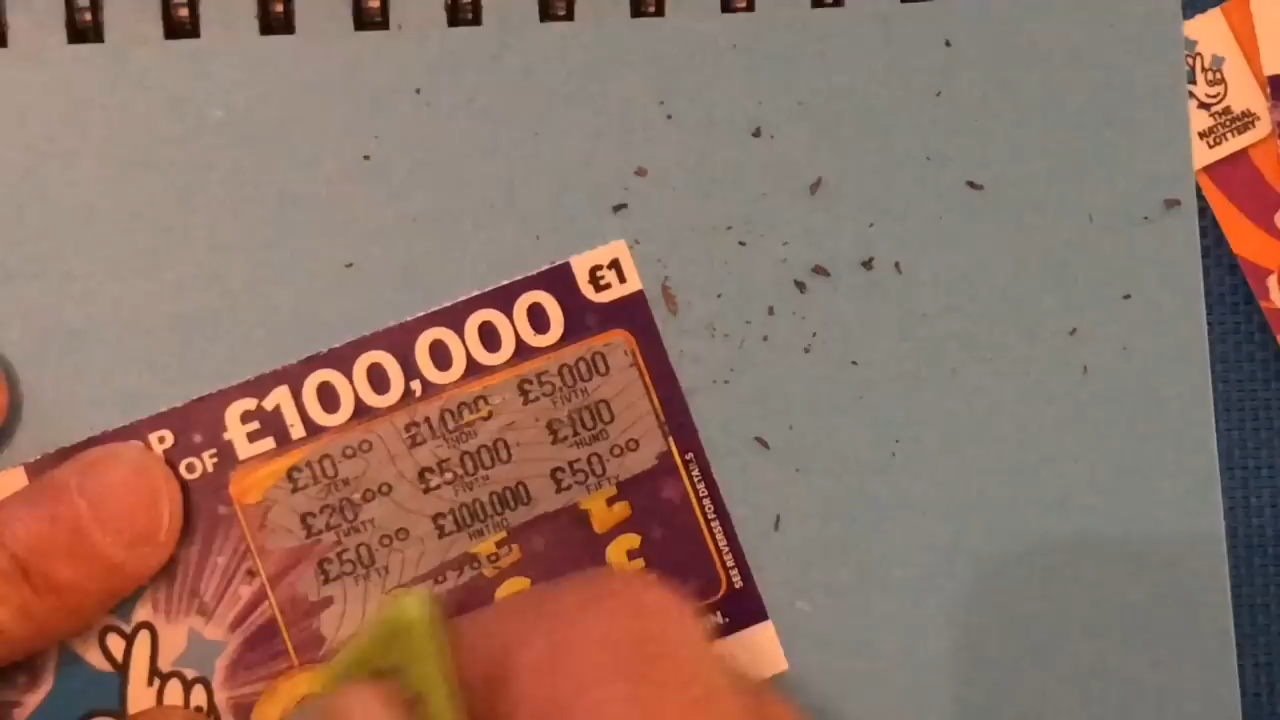 THE
NATIONAL
LOTTERY®
£1
P
OF £100,000
£10.00 £1,000 £5,000
TEN THOU FIVTH
£20.00 £5,000 £100
TWNTY FIVTH HUND
£50.00 £100,000 £50.00
FIFTY HNTHO FIFTY
£ £
£
SEE REVERSE FOR DETAILS